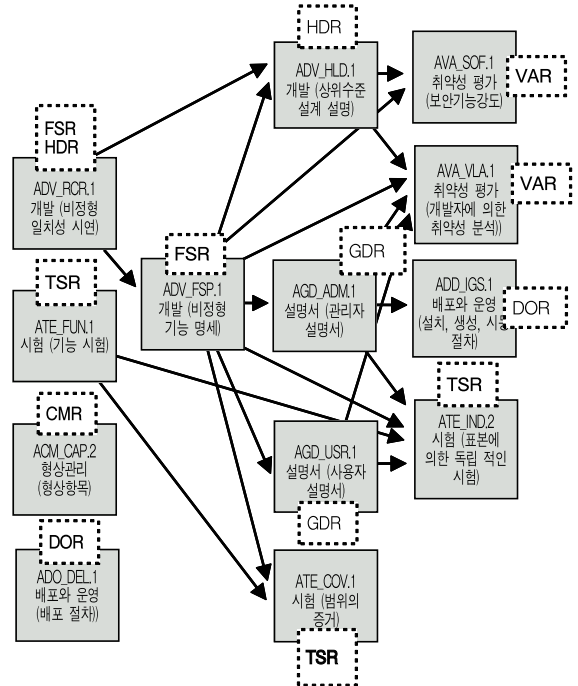 HDR
ADV_HLD.1
개발 (상위수준
설계 설명)
AVA_SOF.1
취약성 평가
(보안기능강도)
VAR
FSR
HDR
ADV_RCR.1
개발 (비정형
일치성 시연)
AVA_VLA.1
취약성 평가
(개발자에 의한
취약성 분석))
VAR
FSR
ADV_FSP.1
개발 (비정형
기능 명세)
GDR
AGD_ADM.1
설명서 (관리자
설명서)
ADD_IGS.1
배포와 운영
(설치, 생성, 시동
절차)
DOR
TSR
ATE_FUN.1
시험 (기능 시험)
TSR
ATE_IND.2
시험 (표본에
의한 독립 적인
시험)
CMR
ACM_CAP.2
형상관리
(형상항목)
AGD_USR.1
설명서 (사용자
설명서)
GDR
DOR
ADO_DEL.1
배포와 운영
(배포 절차))
ATE_COV.1
시험 (범위의
증거)
TSR